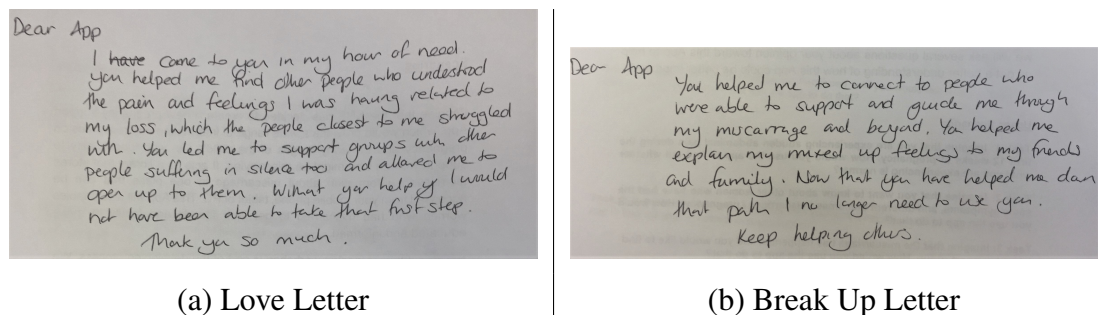 Dear App
I have come to you in my hour of need.
you helped me find other people who understood
the pain and feelings I was having related to
my loss, which the people closest to me struggled
with. You led me to support groups with other
people suffering in silence too and allowed me to
open up to them. Without your help I would
not have been able to take that first step.
Thank you so much.
(a) Love Letter
Dear App
You helped me to connect to people who
were able to support and guide me through
my miscarriage and beyond. You helped me
explain my mixed up feelings to my friends
and family. Now that you have helped me down
that path I no longer need to use you.
Keep helping others.
(b) Break Up Letter